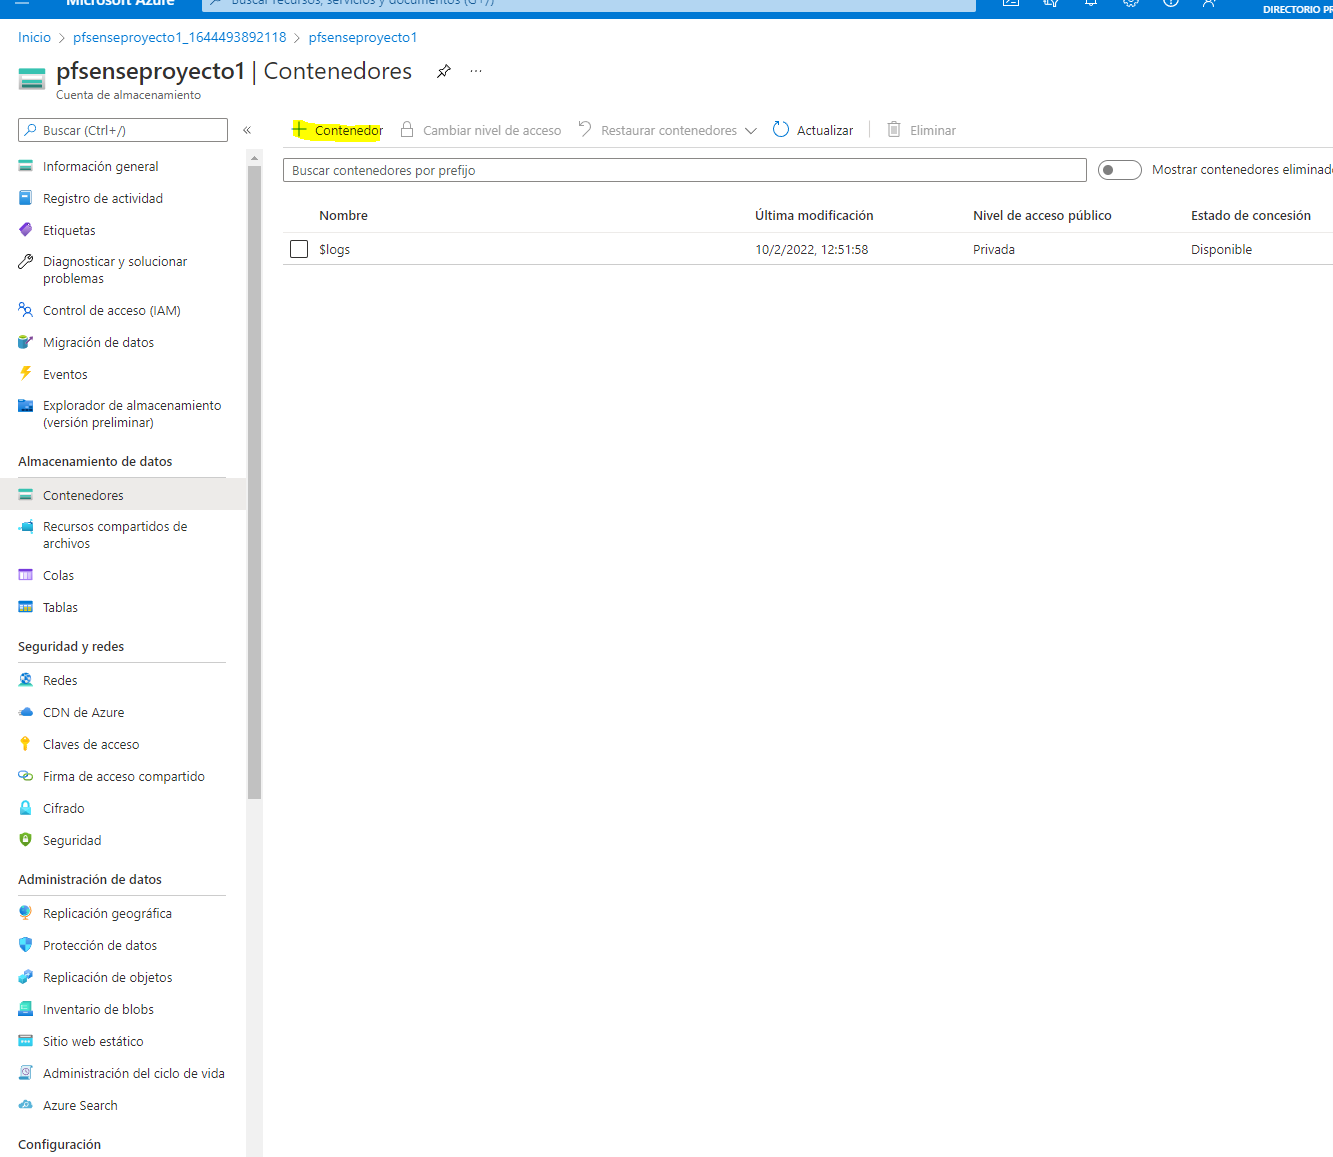 Microsoft Azure
Buscar recursos, servicios y documentos (G+/)
DIRECTORIO PR
Inicio > pfsenseproyecto1_1644493892118 > pfsenseproyecto1
pfsenseproyecto1 | Contenedores ...
Cuenta de almacenamiento
Buscar (Ctrl+/) «
+ Contenedor Cambiar nivel de acceso Restaurar contenedores Actualizar Eliminar
Buscar contenedores por prefijo
Mostrar contenedores eliminado
Nombre Última modificación Nivel de acceso público Estado de concesión
$logs 10/2/2022, 12:51:58 Privada Disponible
Información general
Registro de actividad
Etiquetas
Diagnosticar y solucionar
problemas
Control de acceso (IAM)
Migración de datos
Eventos
Explorador de almacenamiento
(versión preliminar)
Almacenamiento de datos
Contenedores
Recursos compartidos de
archivos
Colas
Tablas
Seguridad y redes
Redes
CDN de Azure
Claves de acceso
Firma de acceso compartido
Cifrado
Seguridad
Administración de datos
Replicación geográfica
Protección de datos
Replicación de objetos
Inventario de blobs
Sitio web estático
Administración del ciclo de vida
Azure Search
Configuración